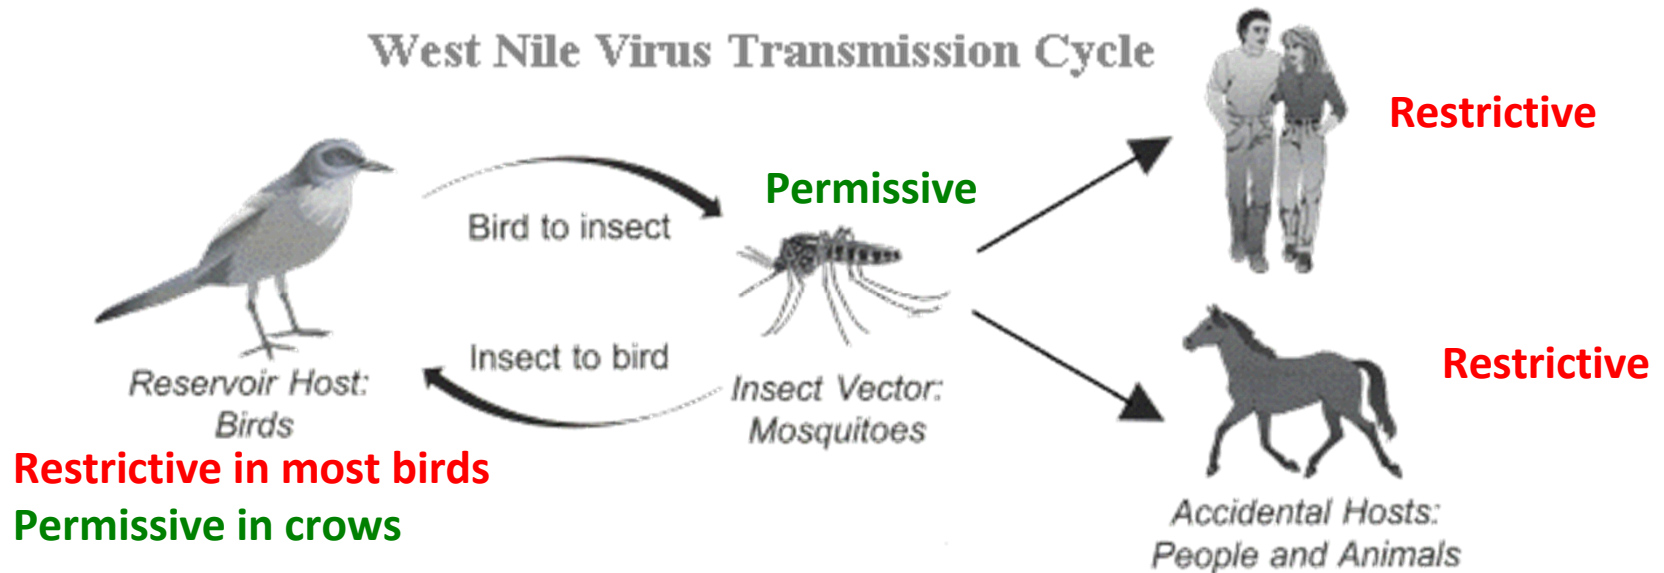 West Nile Virus Transmission Cycle
Restrictive
Permissive
Bird to insect
Insect to bird
Restrictive
Reservoir Host:
Birds
Insect Vector:
Mosquitoes
Restrictive in most birds
Permissive in crows
Accidental Hosts:
People and Animals